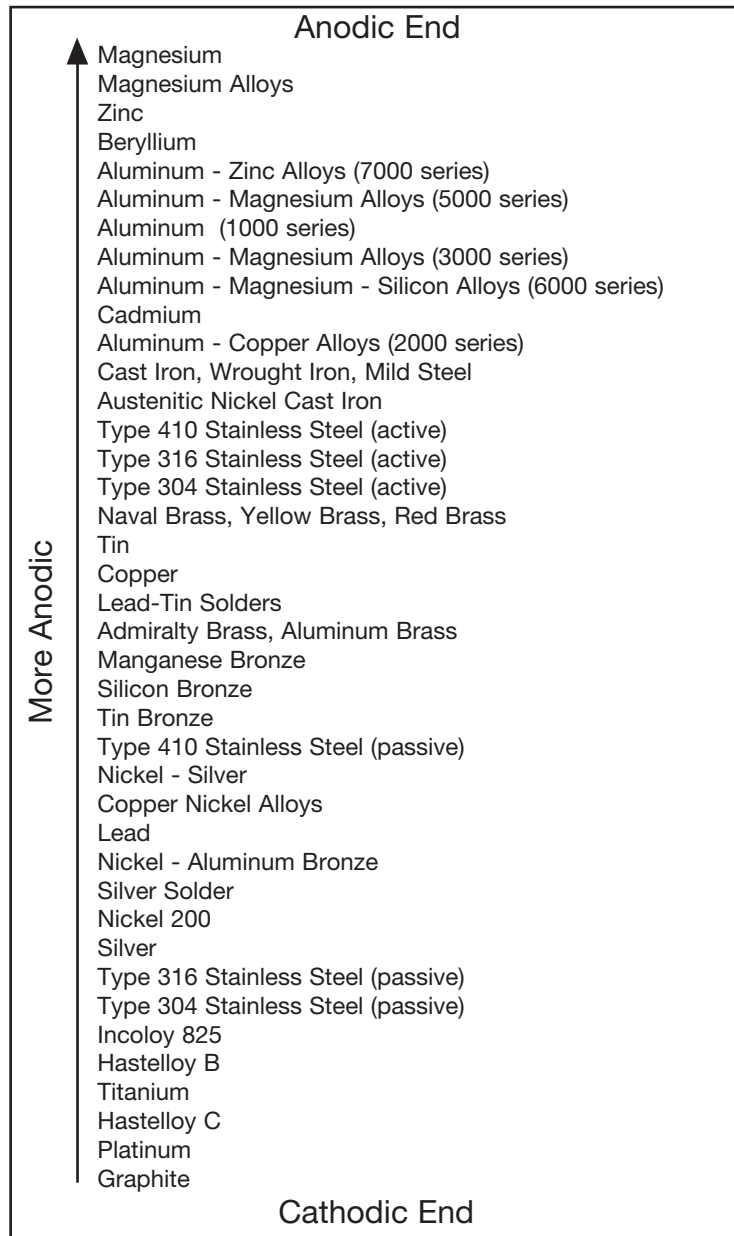 Anodic End
Magnesium
Magnesium Alloys
Zinc
Beryllium
Aluminum - Zinc Alloys (7000 series)
Aluminum - Magnesium Alloys (5000 series)
Aluminum (1000 series)
Aluminum - Magnesium Alloys (3000 series)
Aluminum - Magnesium - Silicon Alloys (6000 series)
Cadmium
Aluminum - Copper Alloys (2000 series)
Cast Iron, Wrought Iron, Mild Steel
Austenitic Nickel Cast Iron
Type 410 Stainless Steel (active)
Type 316 Stainless Steel (active)
Type 304 Stainless Steel (active)
Naval Brass, Yellow Brass, Red Brass
Tin
Copper
Lead-Tin Solders
Admiralty Brass, Aluminum Brass
Manganese Bronze
Silicon Bronze
Tin Bronze
Type 410 Stainless Steel (passive)
Nickel - Silver
Copper Nickel Alloys
Lead
Nickel - Aluminum Bronze
Silver Solder
Nickel 200
Silver
Type 316 Stainless Steel (passive)
Type 304 Stainless Steel (passive)
Incoloy 825
Hastelloy B
Titanium
Hastelloy C
Platinum
Graphite
Cathodic End
More Anodic